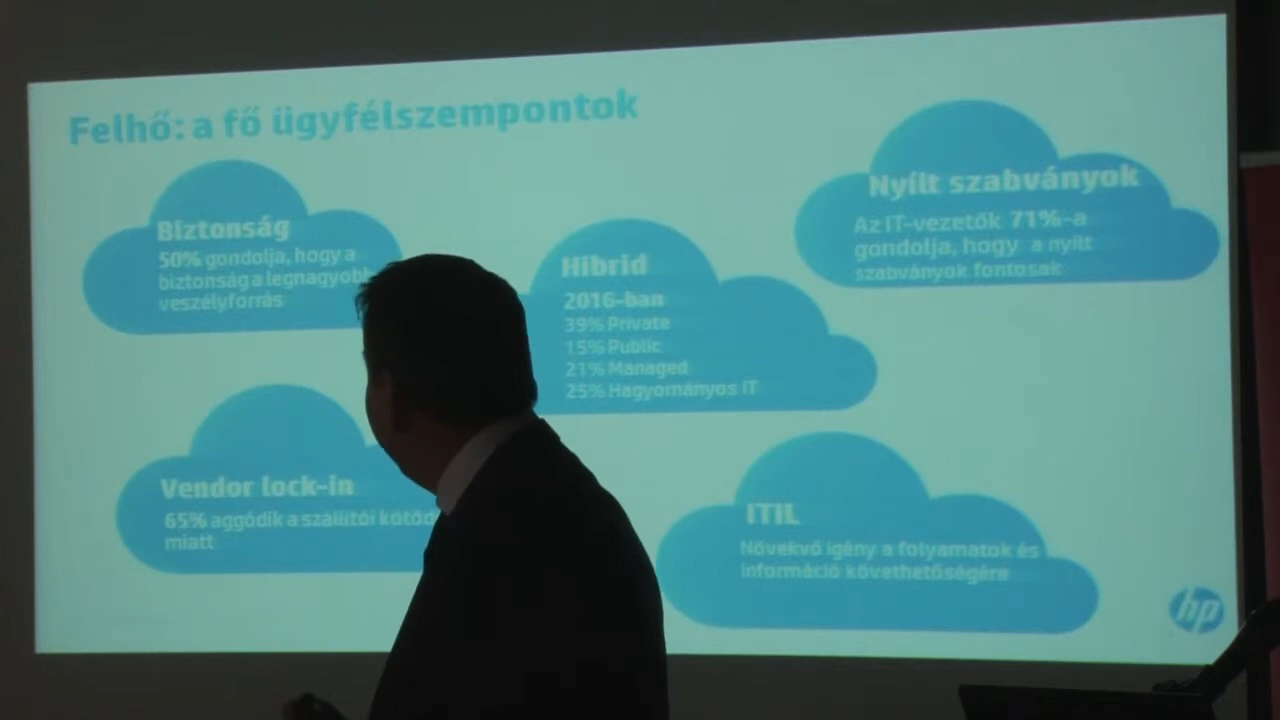 Felhő: a fő ügyfélszempontok
Biztonság
50% gondolja, hogy a
biztonság a legnagyobb
veszélyforrás
Hibrid
2016-ban
39% Private
15% Public
21% Managed
25% Hagyományos IT
Nyílt szabványok
Az IT-vezetők 71%-a
gondolja, hogy a nyílt
szabványok fontosak
Vendor lock-in
65% aggódik a szállítói
miatt
ITIL
Növekvő igény a folyamatok és
információ követhetőségére
hp